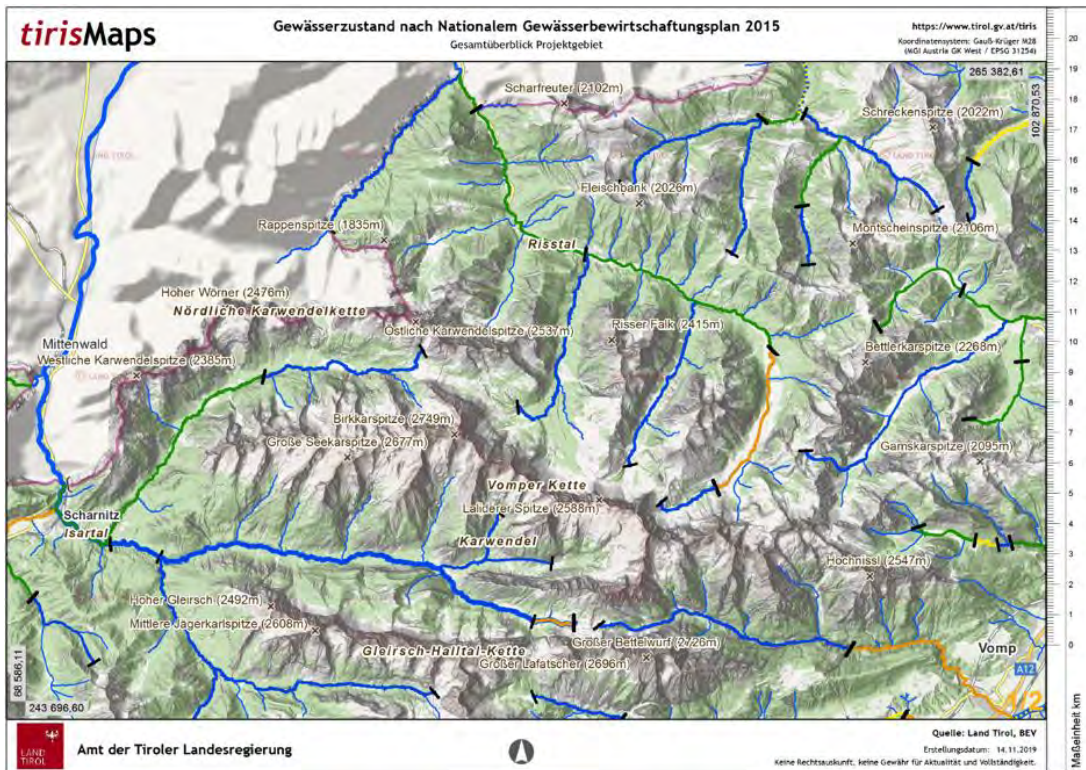 tirisMaps
Gewässerzustand nach Nationalem Gewässerbewirtschaftungsplan 2015
Gesamtüberblick Projektgebiet
https://www.tirol.gv.at/tiris
Koordinatensystem: Gauß-Krüger M28
(MGI Austria GK West / EPSG 31254)
265 382,61
102 870,53
Scharfreuter (2102m)
Schreckenspitze (2022m)
LAND TIROL
LAND TIROL
Fleischbank (2026m)
Rappenspitze (1835m)
Montscheinspitze (2106m)
Risstal
Hoher Wörner (2476m)
Nördliche Karwendelkette
Östliche Karwendelspitze (2537m)
Risser Falk (2415m)
Mittenwald
Westliche Karwendelspitze (2385m)
Bettlerkarspitze (2268m)
Birkkarspitze (2749m)
Große Seekarspitze (2677m)
Gamskarspitze (2095m)
Vomper Kette
Laliderer Spitze (2588m)
Scharnitz
Isartal
Karwendel
Hochnissl (2547m)
Hoher Gleirsch (2492m)
Mittlere Jägerkarlspitze (2608m)
Großer Bettelwurf (2726m)
Gleirsch-Halltal-Kette
Großer Lafatscher (2696m)
Vomp
A12
68 586,11
243 696,60
20
19
18
17
16
15
14
13
12
11
10
9
8
7
6
5
4
3
2
1
0
Maßeinheit km
LAND
TIROL
Amt der Tiroler Landesregierung
Quelle: Land Tirol, BEV
Erstellungsdatum: 14.11.2019
Keine Rechtsauskunft, keine Gewähr für Aktualität und Vollständigkeit.